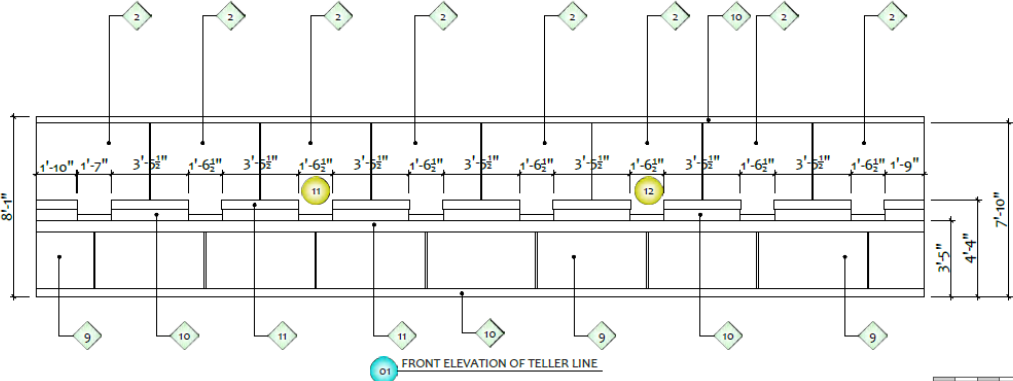 2 2 2 2 2 2 10 2 2
1'-10" 1'-7" 3'-5½" 1'-6½" 3'-5½" 1'-6½" 3'-5½" 1'-6½" 3'-5½" 1'-6½" 3'-5½" 1'-6½" 3'-5½" 1'-6½" 3'-5½" 1'-6½" 1'-9"
11 12
8'-1"
3'-5"
4'-4"
7'-10"
9 10 11 11 10 9 10 9
01 FRONT ELEVATION OF TELLER LINE